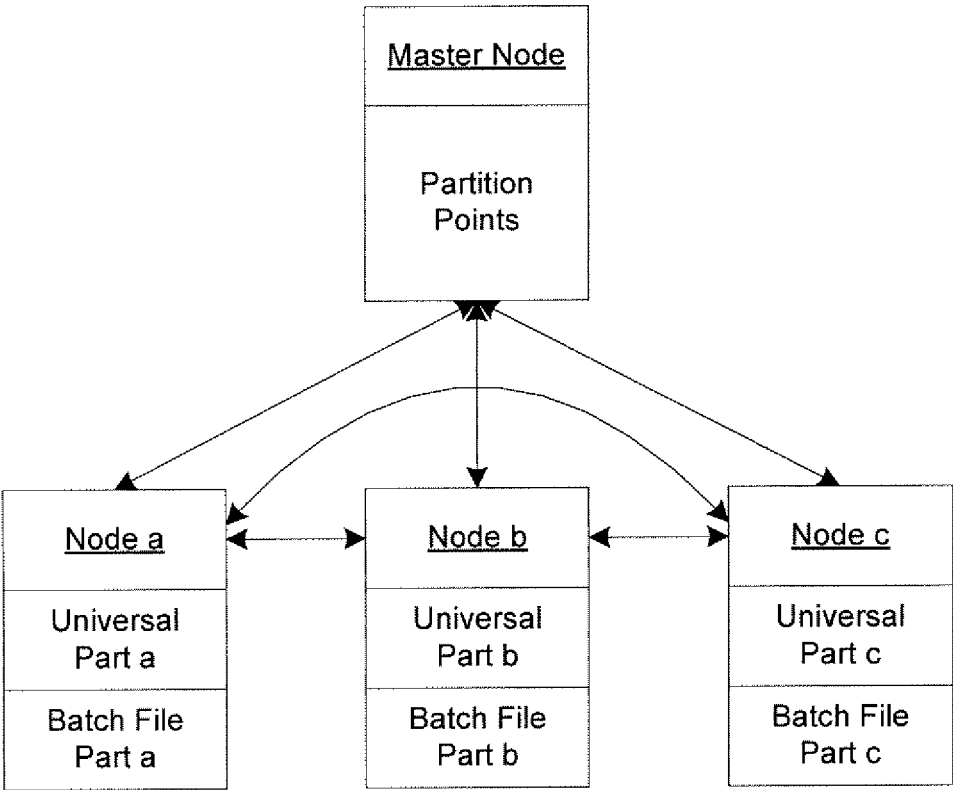 Master Node
Partition
Points
Node a
Universal
Part a
Batch File
Part a
Node b
Universal
Part b
Batch File
Part b
Node c
Universal
Part c
Batch File
Part c